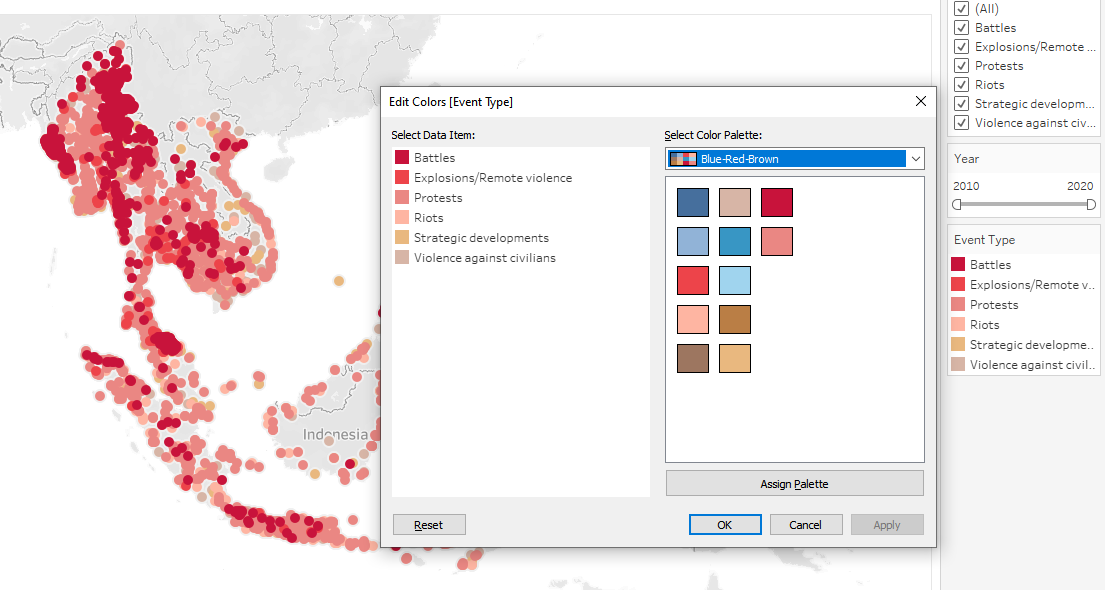 (All)
Battles
Explosions/Remote ...
Protests
Riots
Strategic developm...
Violence against civ...
Year
2010 2020
Event Type
Battles
Explosions/Remote v..
Protests
Riots
Strategic developme..
Violence against civil..
Indonesia
Edit Colors [Event Type]
Select Data Item:
Battles
Explosions/Remote violence
Protests
Riots
Strategic developments
Violence against civilians
Select Color Palette:
Blue-Red-Brown
Assign Palette
Reset
OK
Cancel
Apply